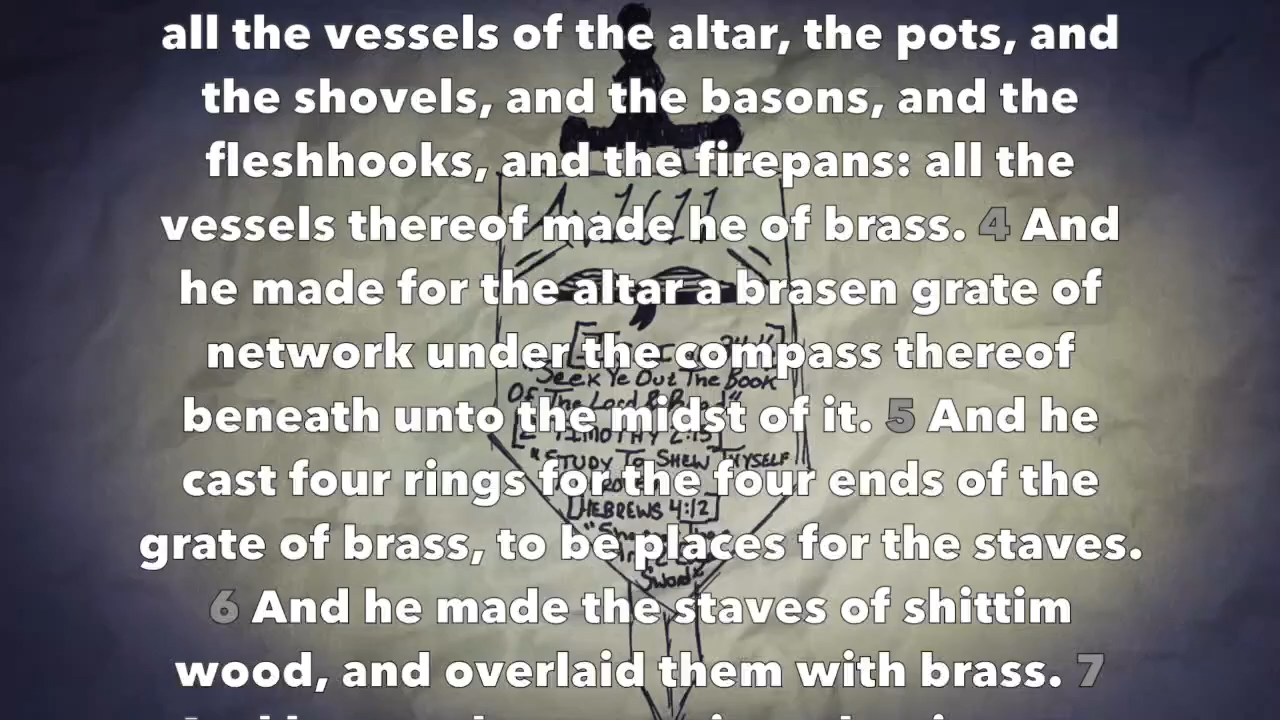 all the vessels of the altar, the pots, and
the shovels, and the basons, and the
fleshhooks, and the firepans: all the
vessels thereof made he of brass. 4 And
he made for the altar a brasen grate of
network under the compass thereof
beneath unto the midst of it. 5 And he
cast four rings for the four ends of the
grate of brass, to be places for the staves.
6 And he made the staves of shittim
wood, and overlaid them with brass. 7
1611
"Seek Ye Out The Book
Of The Lord &
TIMOTHY 2:15]
"STUDY To SHEW THYSELF
[HEBREWS 4:12]
Sword"